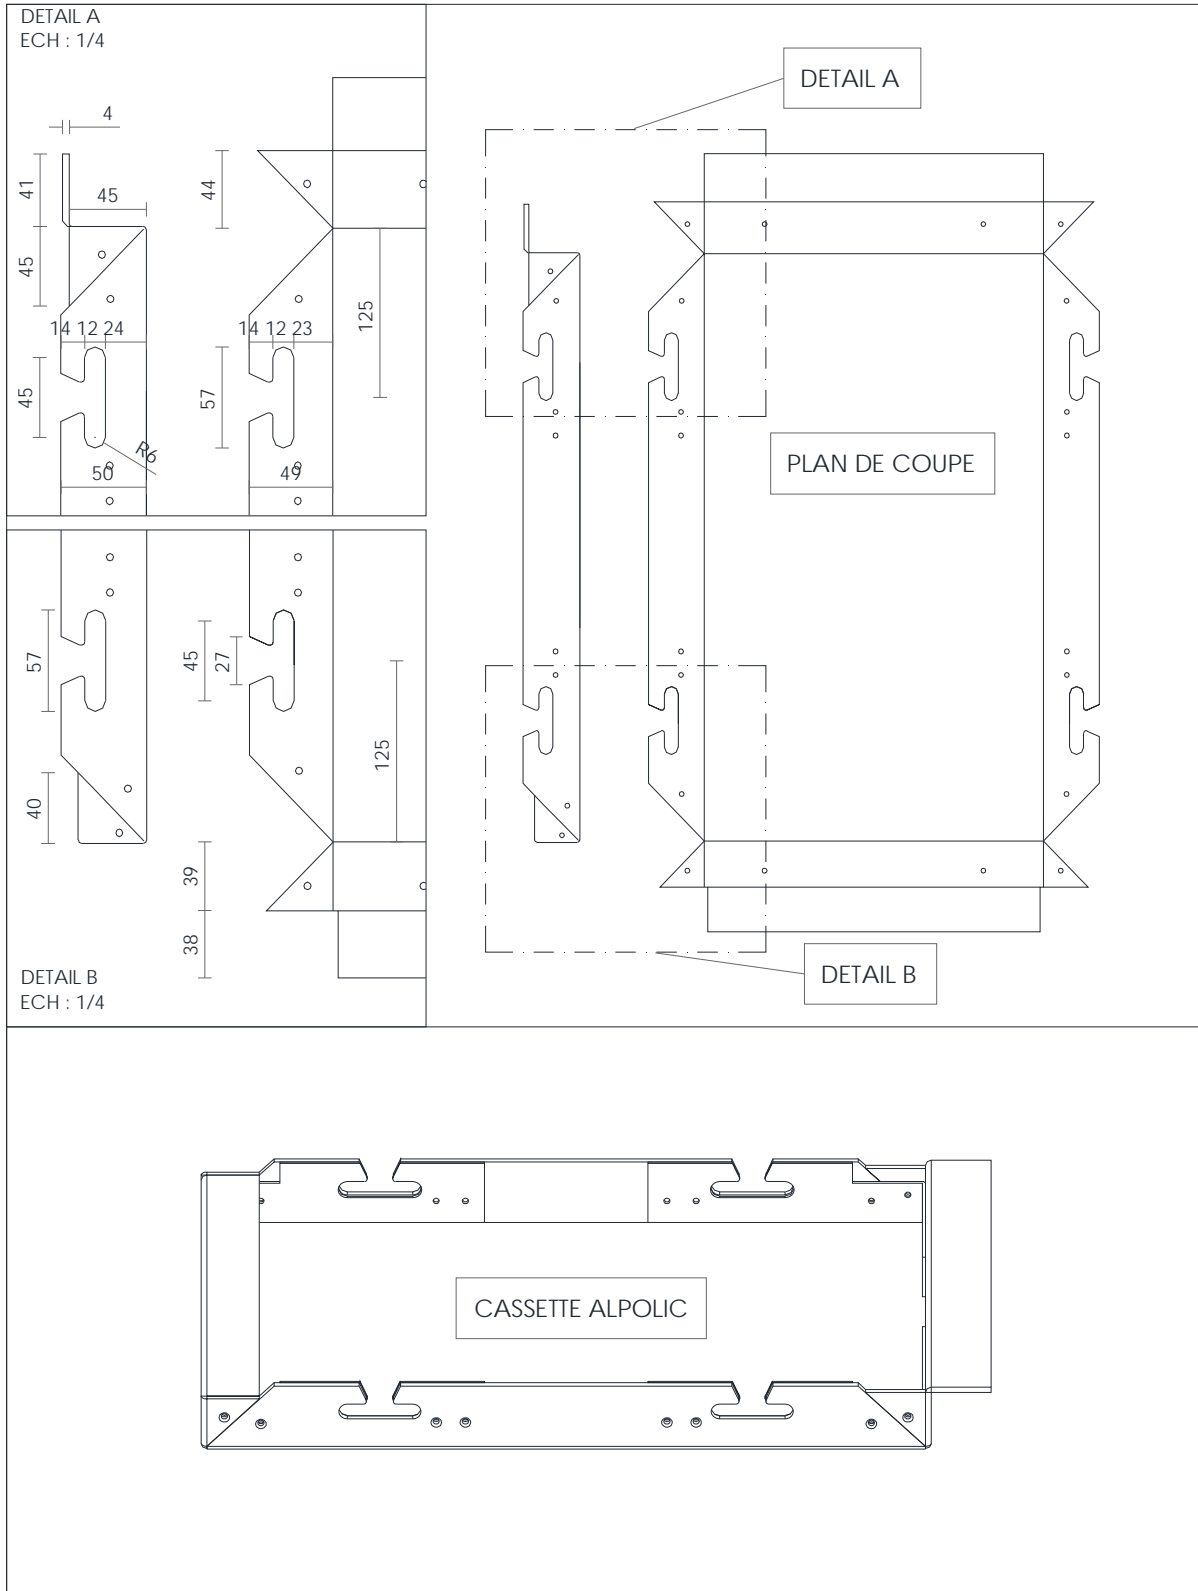 DETAIL A
ECH : 1/4
4
41
45
44
45
14 12 24
14 12 23
125
45
57
R6
50
49
57
45
27
125
40
39
38
DETAIL B
ECH : 1/4
DETAIL A
PLAN DE COUPE
DETAIL B
CASSETTE ALPOLIC